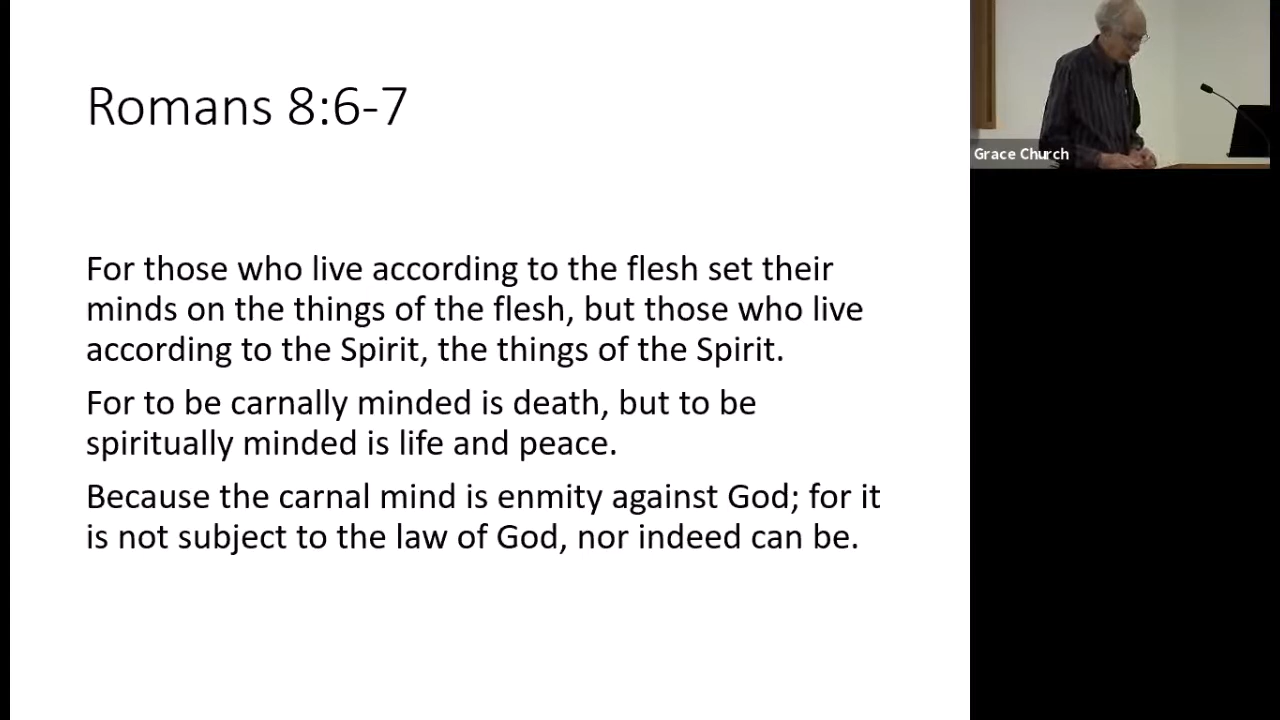 Romans 8:6-7
For those who live according to the flesh set their
minds on the things of the flesh, but those who live
according to the Spirit, the things of the Spirit.
For to be carnally minded is death, but to be
spiritually minded is life and peace.
Because the carnal mind is enmity against God; for it
is not subject to the law of God, nor indeed can be.
Grace Church